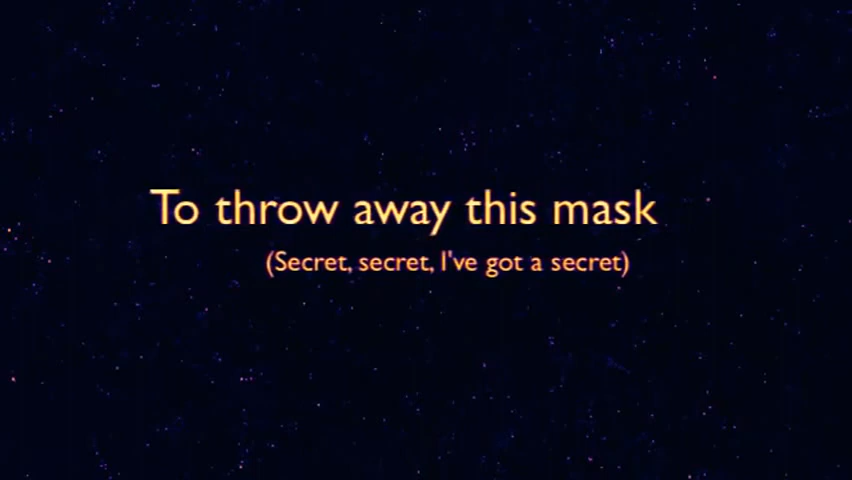 To throw away this mask
(Secret, secret, I've got a secret)